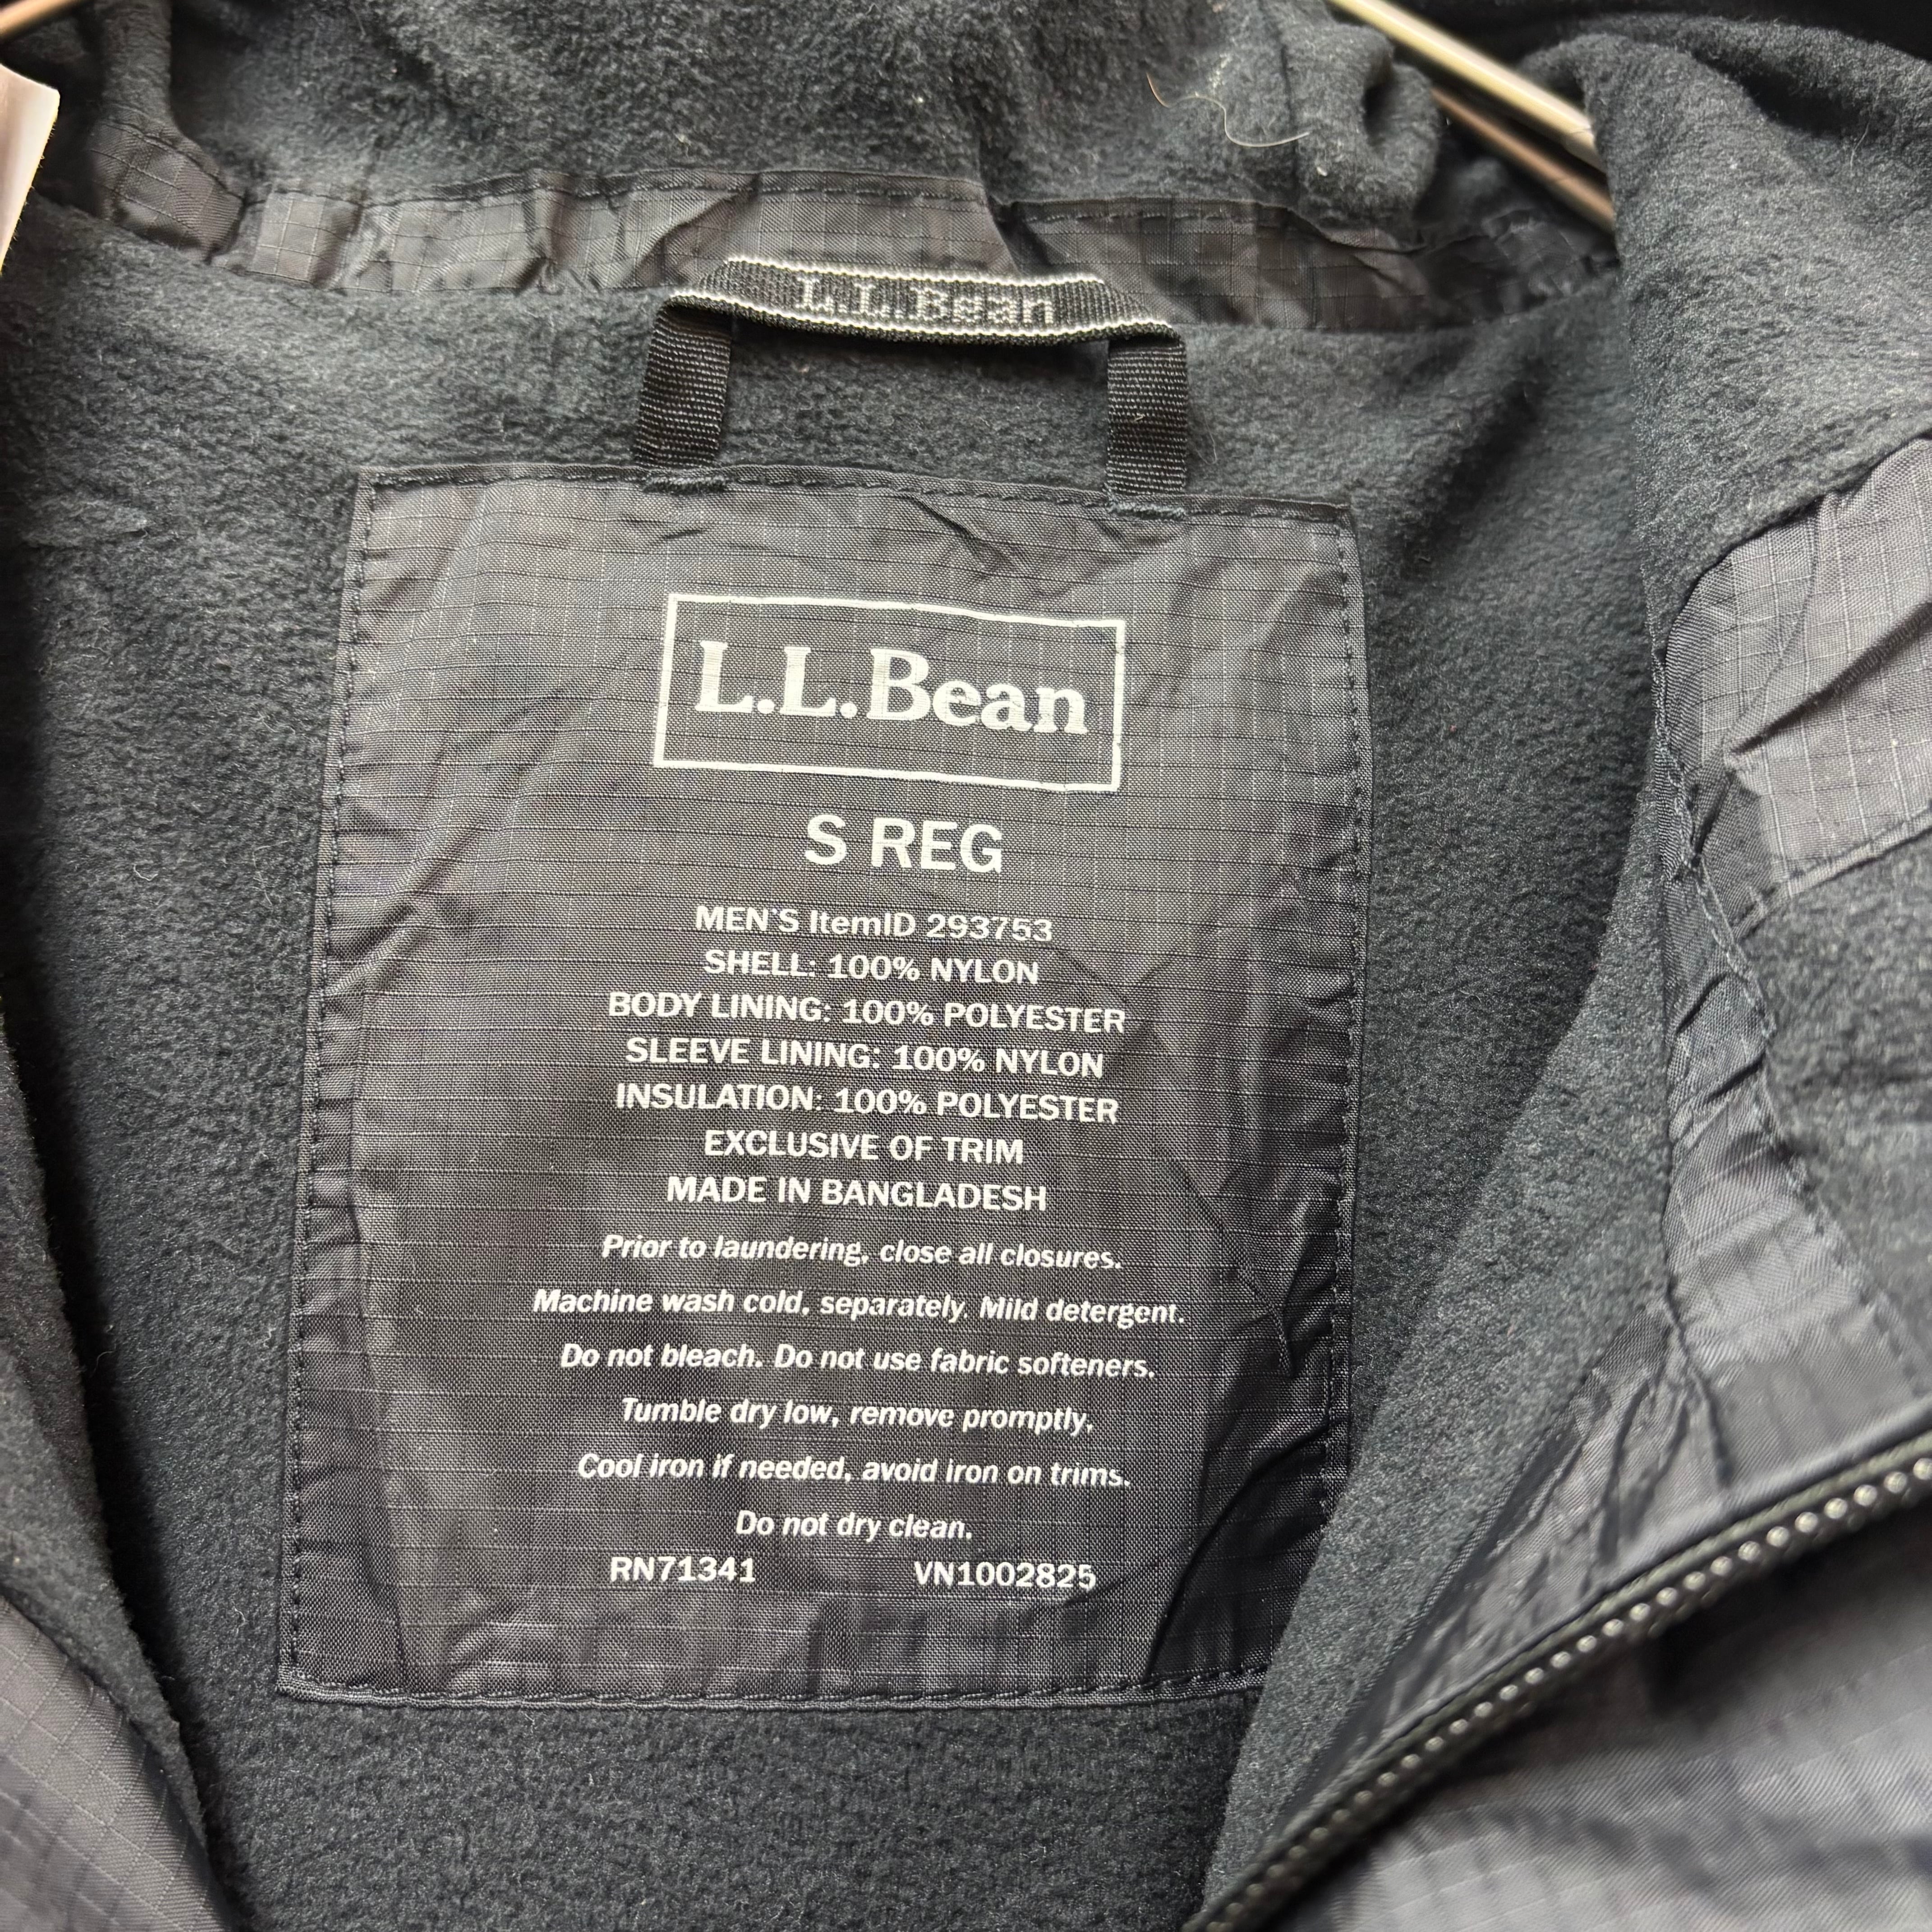 L.L.Bean
L.L.Bean
S REG
MEN'S ItemID 293753
SHELL: 100% NYLON
BODY LINING: 100% POLYESTER
SLEEVE LINING: 100% NYLON
INSULATION: 100% POLYESTER
EXCLUSIVE OF TRIM
MADE IN BANGLADESH
Prior to laundering, close all closures.
Machine wash cold, separately. Mild detergent.
Do not bleach. Do not use fabric softeners.
Tumble dry low, remove promptly,
Cool iron if needed, avoid iron on trims.
Do not dry clean.
RN71341 VN1002825